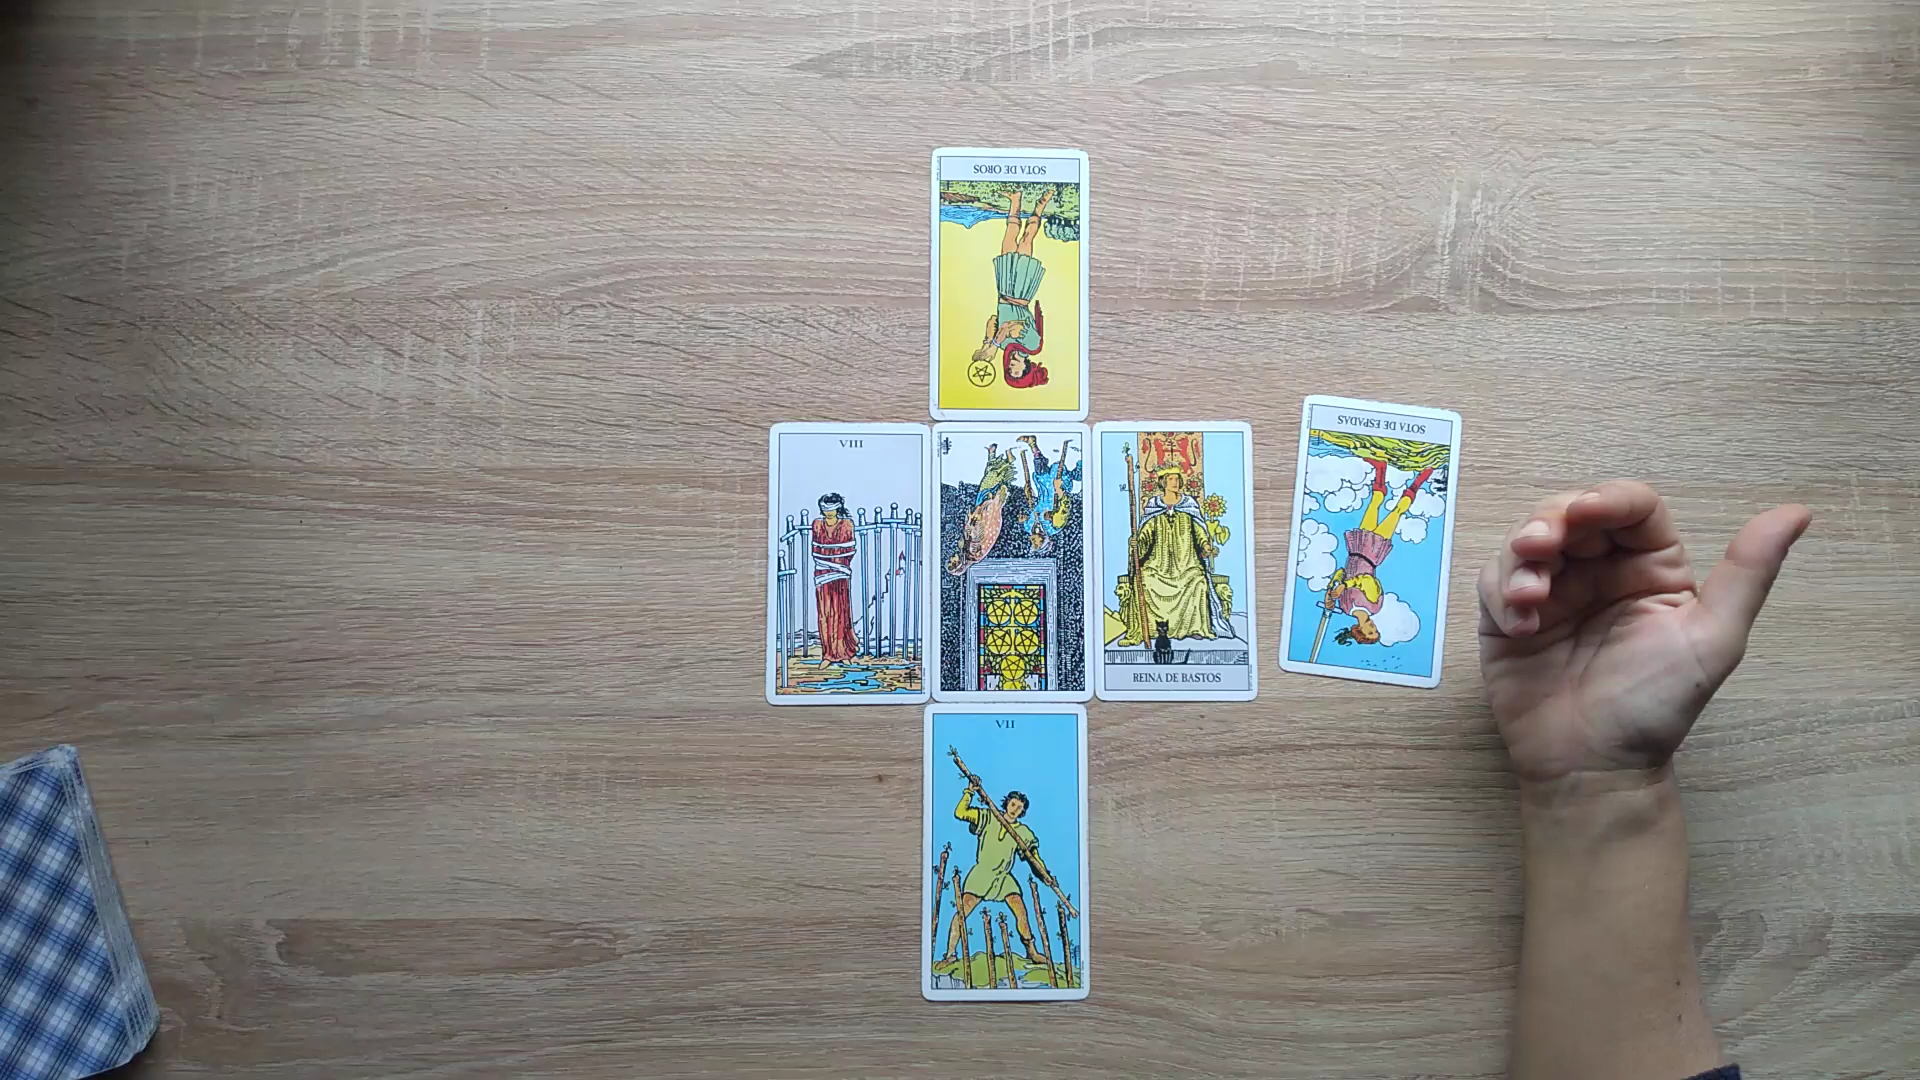 SOTA DE OROS
SOTA DE ESPADAS
VIII
REINA DE BASTOS
VII